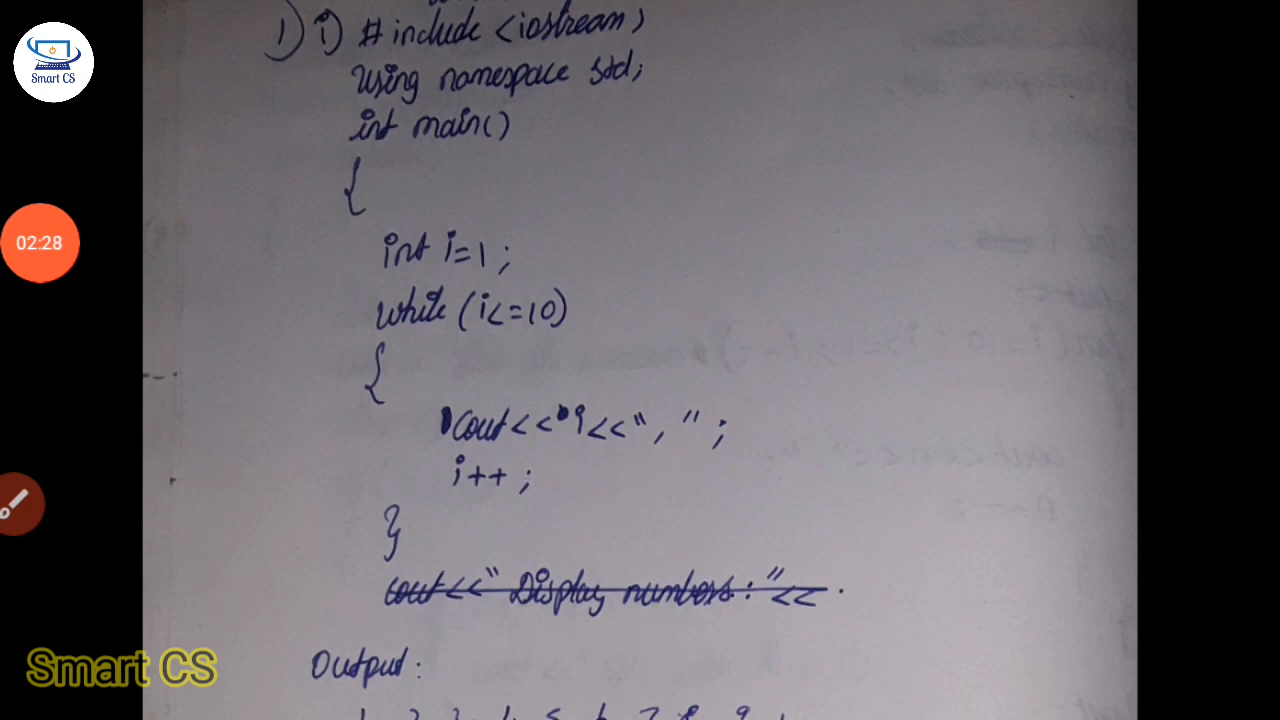 Smart CS
1) i) #include <iostream>
using namespace std;
int main()
{
int i=1;
while (i<=10)
{
cout<<i<<",";
i++;
}
cout<<"Display numbers:"<<
Output:
02:28
Smart CS